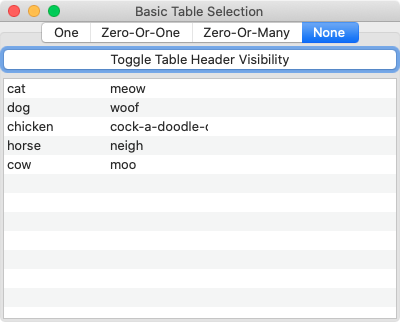 Basic Table Selection
One Zero-Or-One Zero-Or-Many None
Toggle Table Header Visibility
cat meow
dog woof
chicken cock-a-doodle-
horse neigh
cow moo